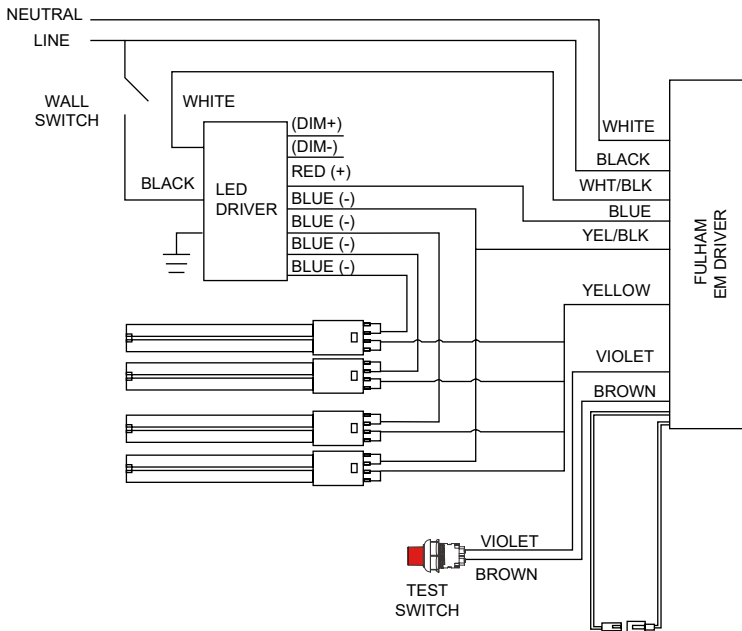 NEUTRAL
LINE
WALL
SWITCH
WHITE
BLACK
LED
DRIVER
(DIM+)
(DIM-)
RED (+)
BLUE (-)
BLUE (-)
BLUE (-)
BLUE (-)
WHITE
BLACK
WHT/BLK
BLUE
YEL/BLK
YELLOW
VIOLET
BROWN
FULHAM
EM DRIVER
VIOLET
BROWN
TEST
SWITCH